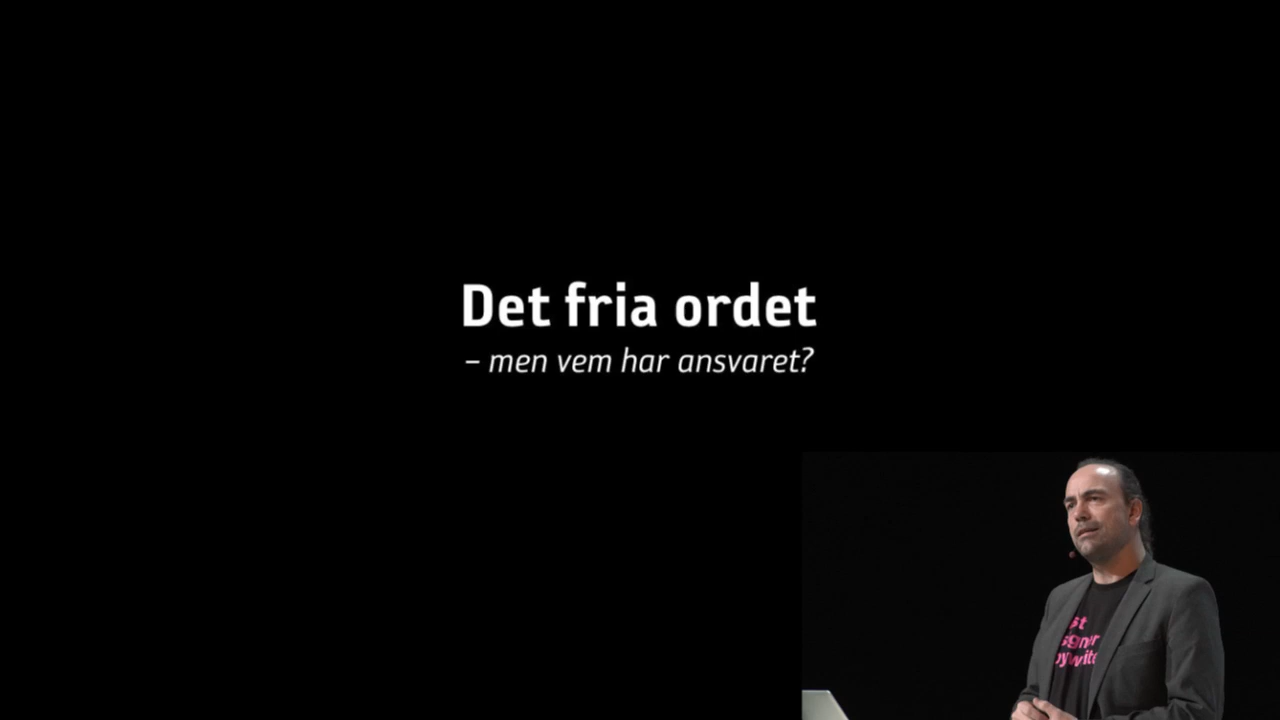 Det fria ordet
– men vem har ansvaret?